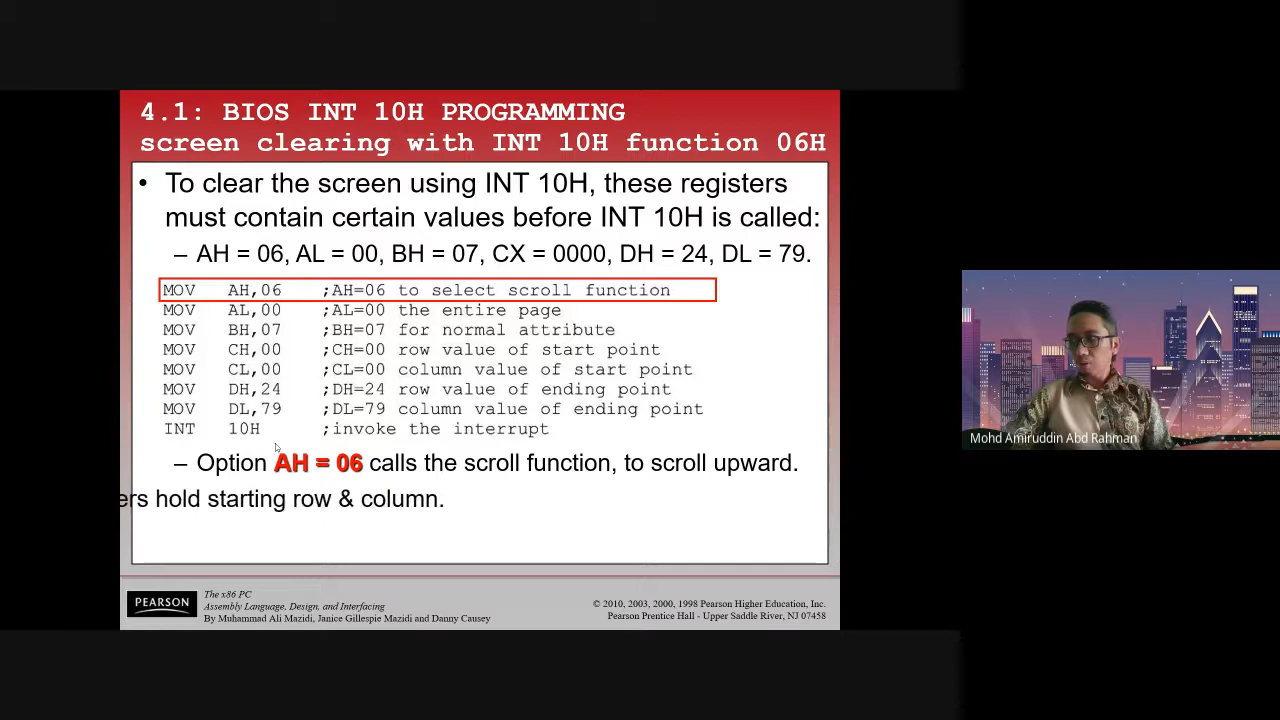 4.1: BIOS INT 10H PROGRAMMING
screen clearing with INT 10H function 06H
• To clear the screen using INT 10H, these registers
must contain certain values before INT 10H is called:
– AH = 06, AL = 00, BH = 07, CX = 0000, DH = 24, DL = 79.
MOV AH,06 ;AH=06 to select scroll function
MOV AL,00 ;AL=00 the entire page
MOV BH,07 ;BH=07 for normal attribute
MOV CH,00 ;CH=00 row value of start point
MOV CL,00 ;CL=00 column value of start point
MOV DH,24 ;DH=24 row value of ending point
MOV DL,79 ;DL=79 column value of ending point
INT 10H ;invoke the interrupt
– Option AH = 06 calls the scroll function, to scroll upward.
ers hold starting row & column.
PEARSON
The x86 PC
Assembly Language, Design, and Interfacing
By Muhammad Ali Mazidi, Janice Gillespie Mazidi and Danny Causey
© 2010, 2003, 2000, 1998 Pearson Higher Education, Inc.
Pearson Prentice Hall - Upper Saddle River, NJ 07458
Mohd Amiruddin Abd Rahman